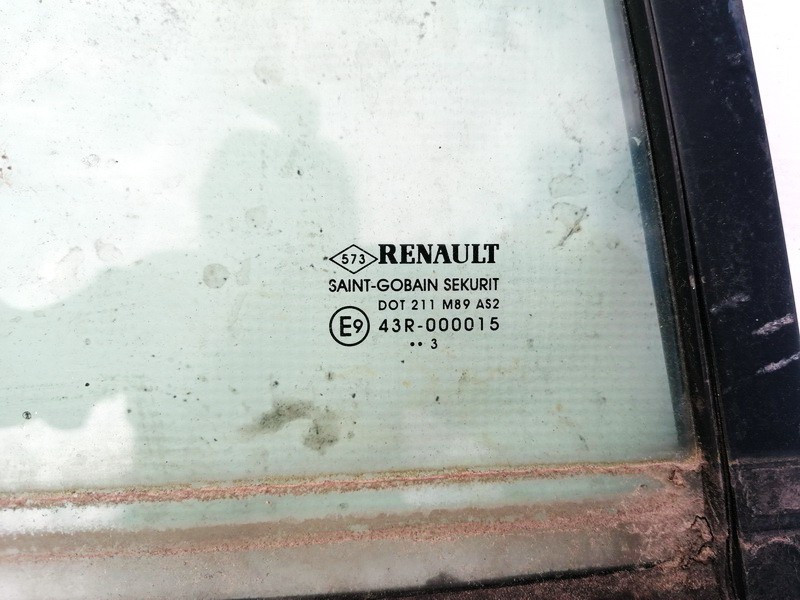 573 RENAULT
SAINT-GOBAIN SEKURIT
DOT 211 M89 AS2
E9 43R-000015
•• 3